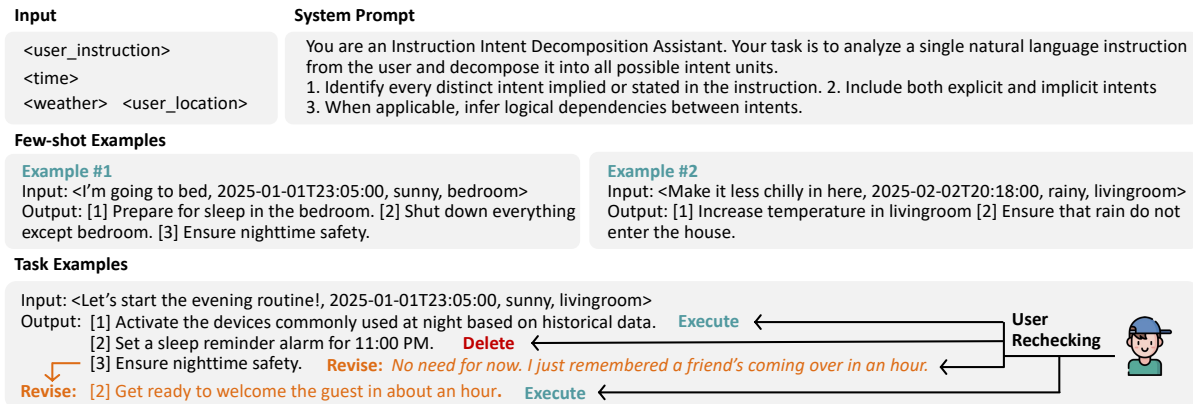 Input
System Prompt
<user_instruction>
<time>
<weather> <user_location>
You are an Instruction Intent Decomposition Assistant. Your task is to analyze a single natural language instruction
from the user and decompose it into all possible intent units.
1. Identify every distinct intent implied or stated in the instruction. 2. Include both explicit and implicit intents
3. When applicable, infer logical dependencies between intents.
Few-shot Examples
Example #1
Input: <I'm going to bed, 2025-01-01T23:05:00, sunny, bedroom>
Output: [1] Prepare for sleep in the bedroom. [2] Shut down everything
except bedroom. [3] Ensure nighttime safety.
Example #2
Input: <Make it less chilly in here, 2025-02-02T20:18:00, rainy, livingroom>
Output: [1] Increase temperature in livingroom [2] Ensure that rain do not
enter the house.
Task Examples
Input: <Let's start the evening routine!, 2025-01-01T23:05:00, sunny, livingroom>
Output: [1] Activate the devices commonly used at night based on historical data. Execute
[2] Set a sleep reminder alarm for 11:00 PM. Delete
[3] Ensure nighttime safety. Revise: No need for now. I just remembered a friend's coming over in an hour.
Revise: [2] Get ready to welcome the guest in about an hour. Execute
User
Rechecking